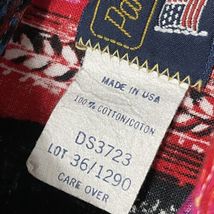 MADE IN USA
100% COTTON/COTON
DS3723
LOT 36/1290
CARE OVER